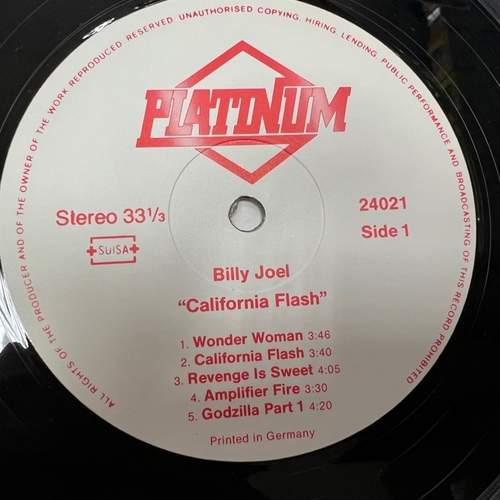 ALL RIGHTS OF THE PRODUCER AND OF THE OWNER OF THE WORK REPRODUCED RESERVED UNAUTHORISED COPYING, HIRING, LENDING, PUBLIC PERFORMANCE AND BROADCASTING OF THIS RECORD PROHIBITED
PLATINUM
Stereo 33 1/3
24021
SUISA
Side 1
Billy Joel
"California Flash"
1. Wonder Woman 3:46
2. California Flash 3:40
3. Revenge Is Sweet 4:05
4. Amplifier Fire 3:30
5. Godzilla Part 1 4:20
Printed in Germany